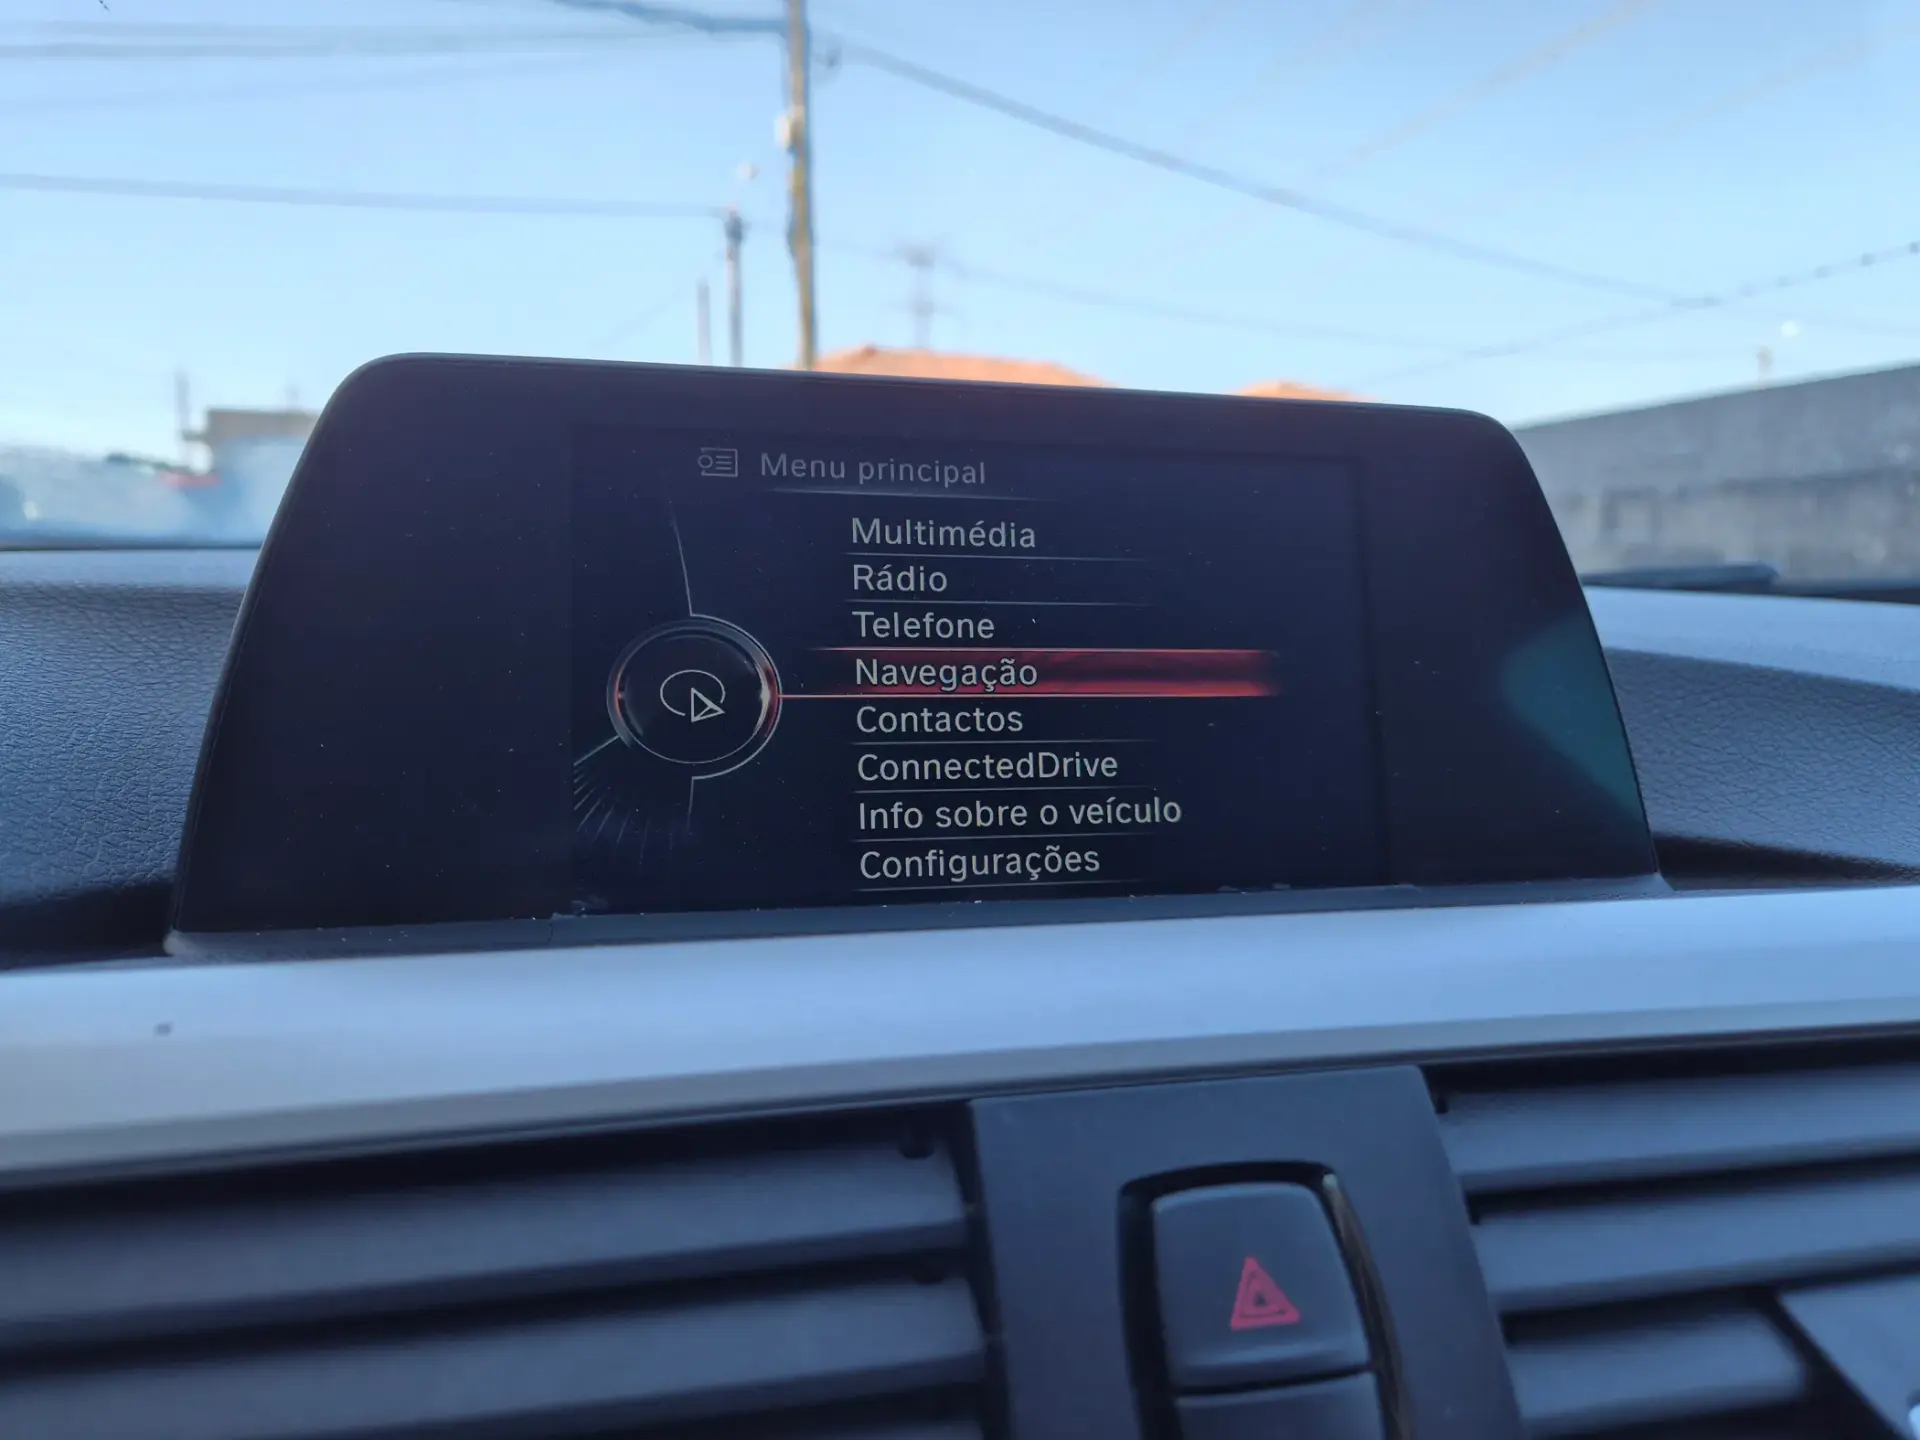 Menu principal
Multimédia
Rádio
Telefone
Navegação
Contactos
ConnectedDrive
Info sobre o veículo
Configurações